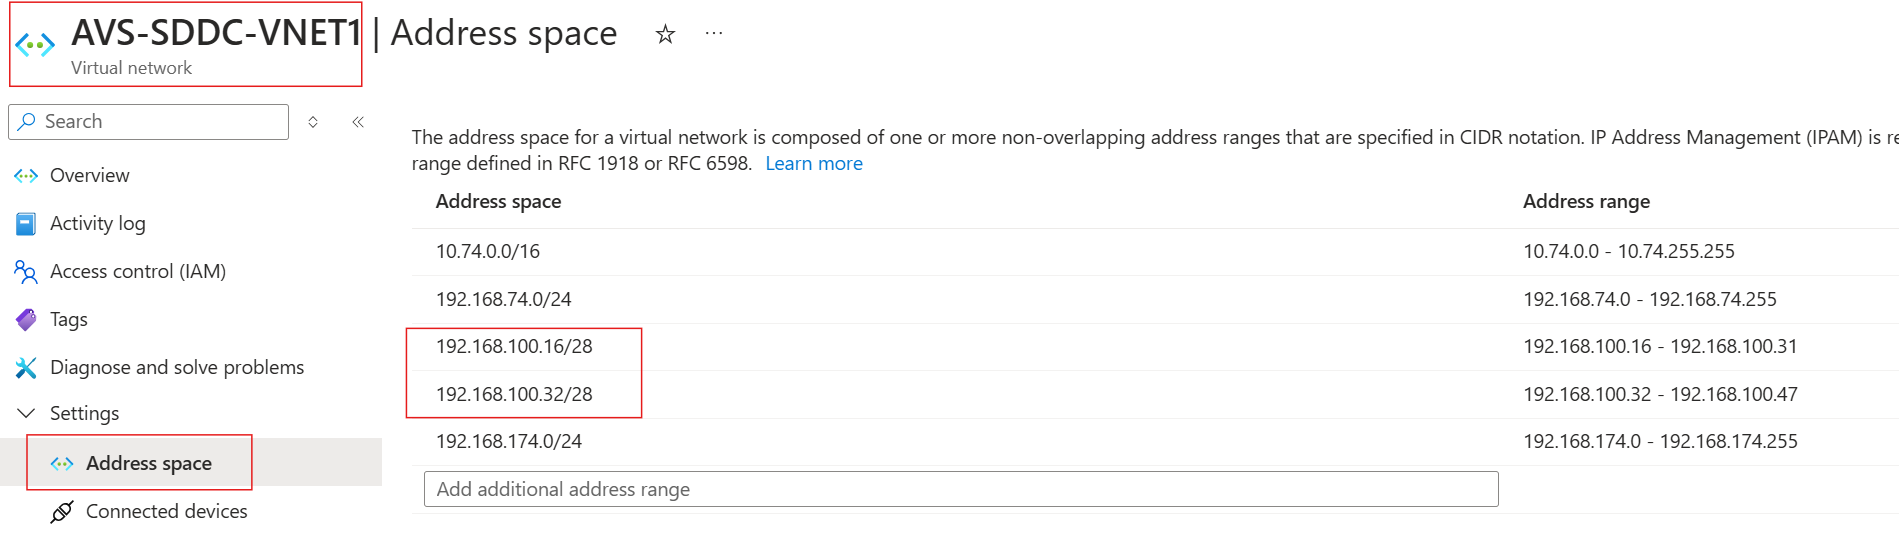 AVS-SDDC-VNET1 | Address space
Virtual network
Search
Overview
Activity log
Access control (IAM)
Tags
Diagnose and solve problems
Settings
Address space
Connected devices
The address space for a virtual network is composed of one or more non-overlapping address ranges that are specified in CIDR notation. IP Address Management (IPAM) is re
range defined in RFC 1918 or RFC 6598. Learn more
Address space Address range
10.74.0.0/16 10.74.0.0 - 10.74.255.255
192.168.74.0/24 192.168.74.0 - 192.168.74.255
192.168.100.16/28 192.168.100.16 - 192.168.100.31
192.168.100.32/28 192.168.100.32 - 192.168.100.47
192.168.174.0/24 192.168.174.0 - 192.168.174.255
Add additional address range